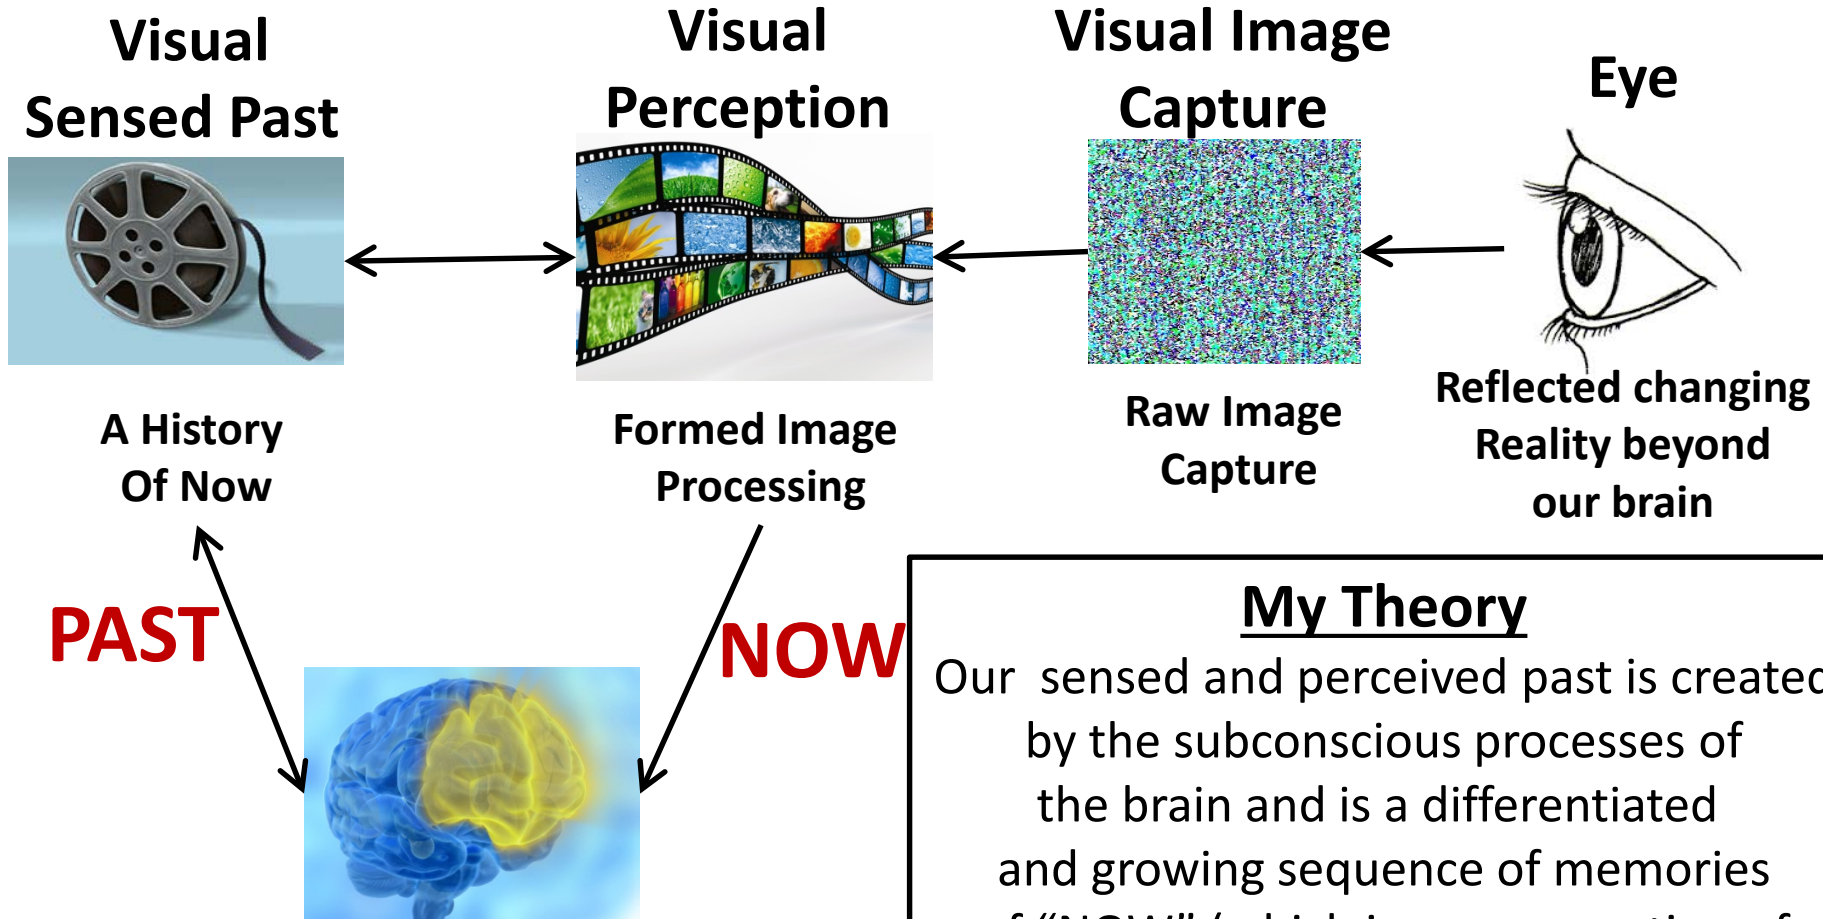 Visual
Sensed Past
Visual
Perception
Visual Image
Capture
Eye
A History
Of Now
Formed Image
Processing
Raw Image
Capture
Reflected changing
Reality beyond
our brain
PAST
NOW
My Theory
Our sensed and perceived past is created
by the subconscious processes of
the brain and is a differentiated
and growing sequence of memories
"NOW"